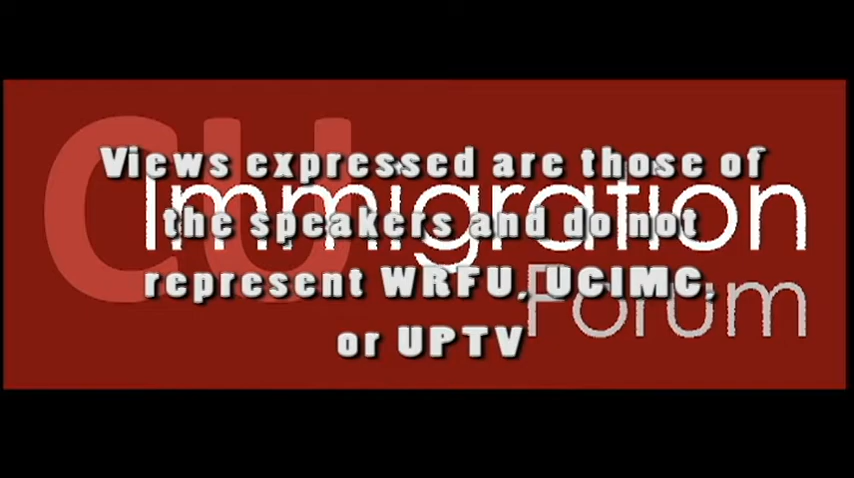 CU
Immigration
Forum
Views expressed are those of
the speakers and do not
represent WRFU, UCIMC,
or UPTV